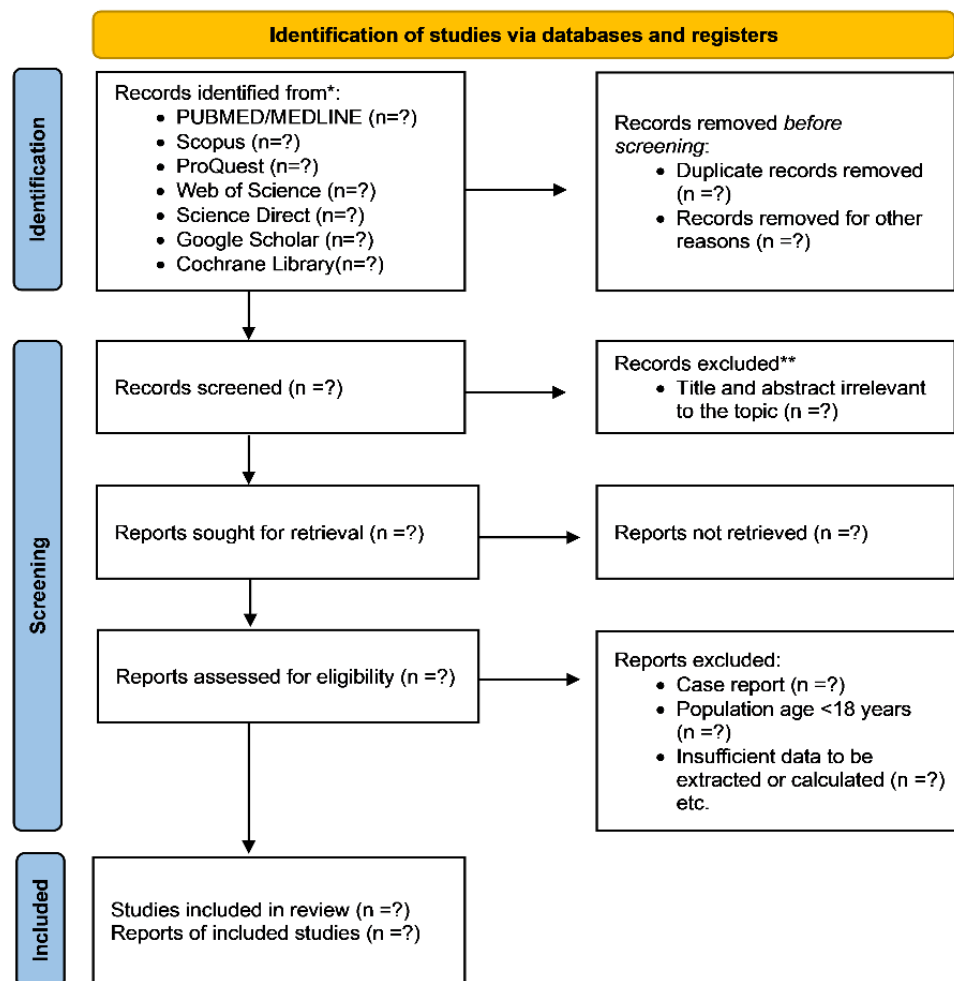 Identification of studies via databases and registers
Identification
Records identified from*:
• PUBMED/MEDLINE (n=?)
• Scopus (n=?)
• ProQuest (n=?)
• Web of Science (n=?)
• Science Direct (n=?)
• Google Scholar (n=?)
• Cochrane Library(n=?)
Records removed before
screening:
• Duplicate records removed
(n =?)
• Records removed for other
reasons (n =?)
Screening
Records screened (n =?)
Records excluded**
• Title and abstract irrelevant
to the topic (n =?)
Reports sought for retrieval (n =?)
Reports not retrieved (n =?)
Reports assessed for eligibility (n =?)
Reports excluded:
• Case report (n =?)
• Population age <18 years
(n =?)
• Insufficient data to be
extracted or calculated (n =?)
etc.
Included
Studies included in review (n =?)
Reports of included studies (n =?)